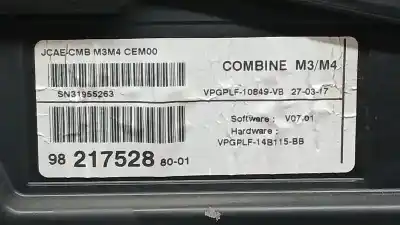 JCAE-CMB M3M4 CEM00
COMBINE M3/M4
SN31955263
VPGPLF-10849-VB 27-03-17
Software : V07.01
Hardware :
VPGPLF-14B115-BB
98 217528 80-01